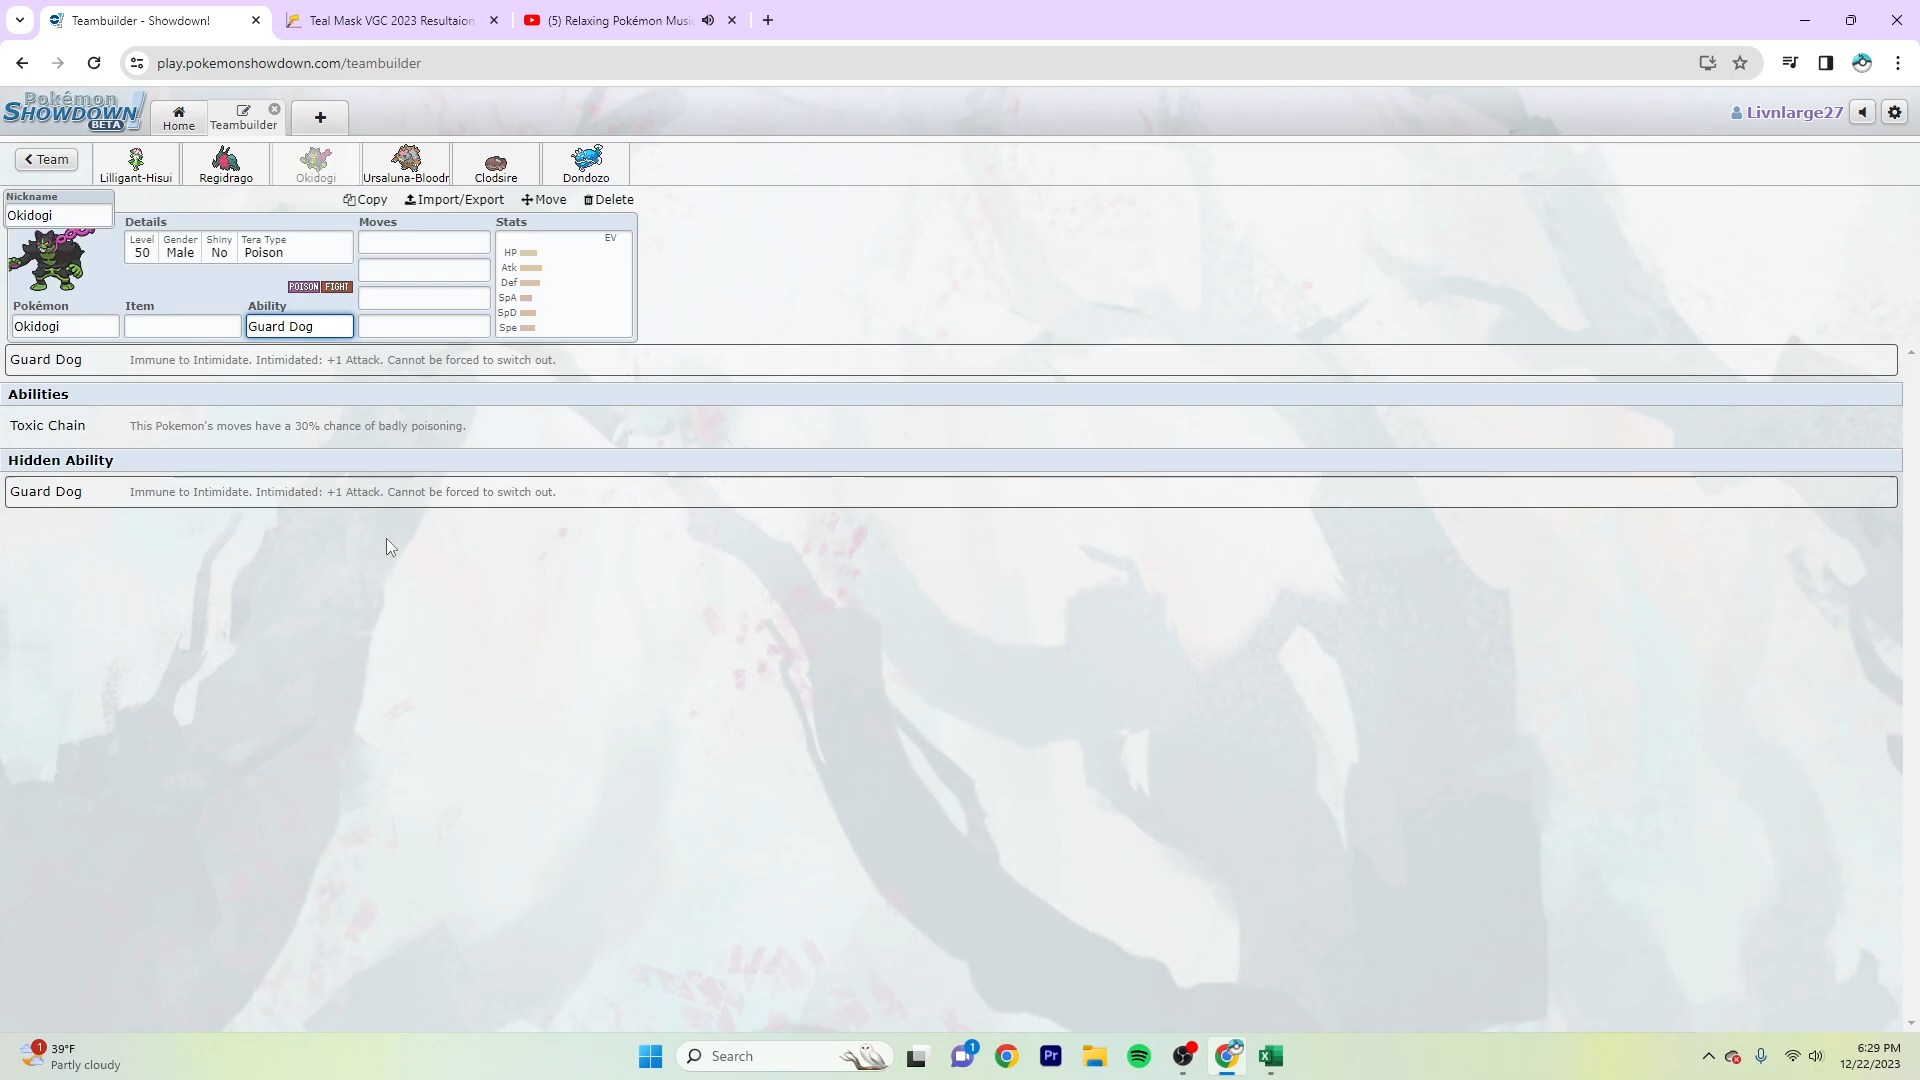 Teambuilder - Showdown!
Teal Mask VGC 2023 Resultaion
(5) Relaxing Pokémon Musi
play.pokemonshowdown.com/teambuilder
Pokémon
SHOWDOWN!
BETA
Home
Teambuilder
Livnlarge27
Team
Lilligant-Hisui
Regidrago
Okidogi
Ursaluna-Bloodr
Clodsire
Dondozo
Nickname
Okidogi
Copy
Import/Export
Move
Delete
Details
Moves
Stats
Level
Gender
Shiny
Tera Type
50
Male
No
Poison
EV
HP
Atk
Def
SpA
SpD
Spe
POISON
FIGHT
Pokémon
Item
Ability
Okidogi
Guard Dog
Guard Dog
Immune to Intimidate. Intimidated: +1 Attack. Cannot be forced to switch out.
Abilities
Toxic Chain
This Pokemon's moves have a 30% chance of badly poisoning.
Hidden Ability
Guard Dog
Immune to Intimidate. Intimidated: +1 Attack. Cannot be forced to switch out.
1
39°F
Partly cloudy
Search
1
Pr
6:29 PM
12/22/2023